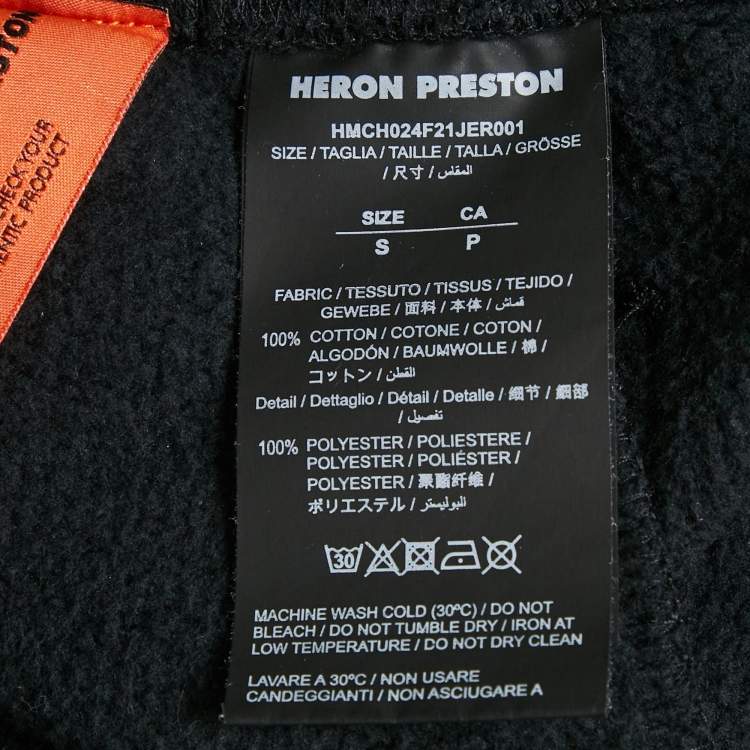 STON
CHECK YOUR
HENTIC PRODUCT
HERON PRESTON
HMCH024F21JER001
SIZE / TAGLIA / TAILLE / TALLA / GRÖSSE
/ 尺寸 / المقاس
SIZE CA
S P
FABRIC / TESSUTO / TISSUS / TEJIDO /
GEWEBE / 面料 / 本体 / قماش /
100% COTTON / COTONE / COTON /
ALGODÓN / BAUMWOLLE / 棉 /
コットン / القطن /
Detail / Dettaglio / Détail / Detalle / 细节 / 細部
/ تفصيل /
100% POLYESTER / POLIESTERE /
POLYESTER / POLIÉSTER /
POLYESTER / 聚酯纤维 /
ポリエステル / البوليستر /
30
MACHINE WASH COLD (30ºC) / DO NOT
BLEACH / DO NOT TUMBLE DRY / IRON AT
LOW TEMPERATURE / DO NOT DRY CLEAN
LAVARE A 30ºC / NON USARE
CANDEGGIANTI / NON ASCIUGARE A